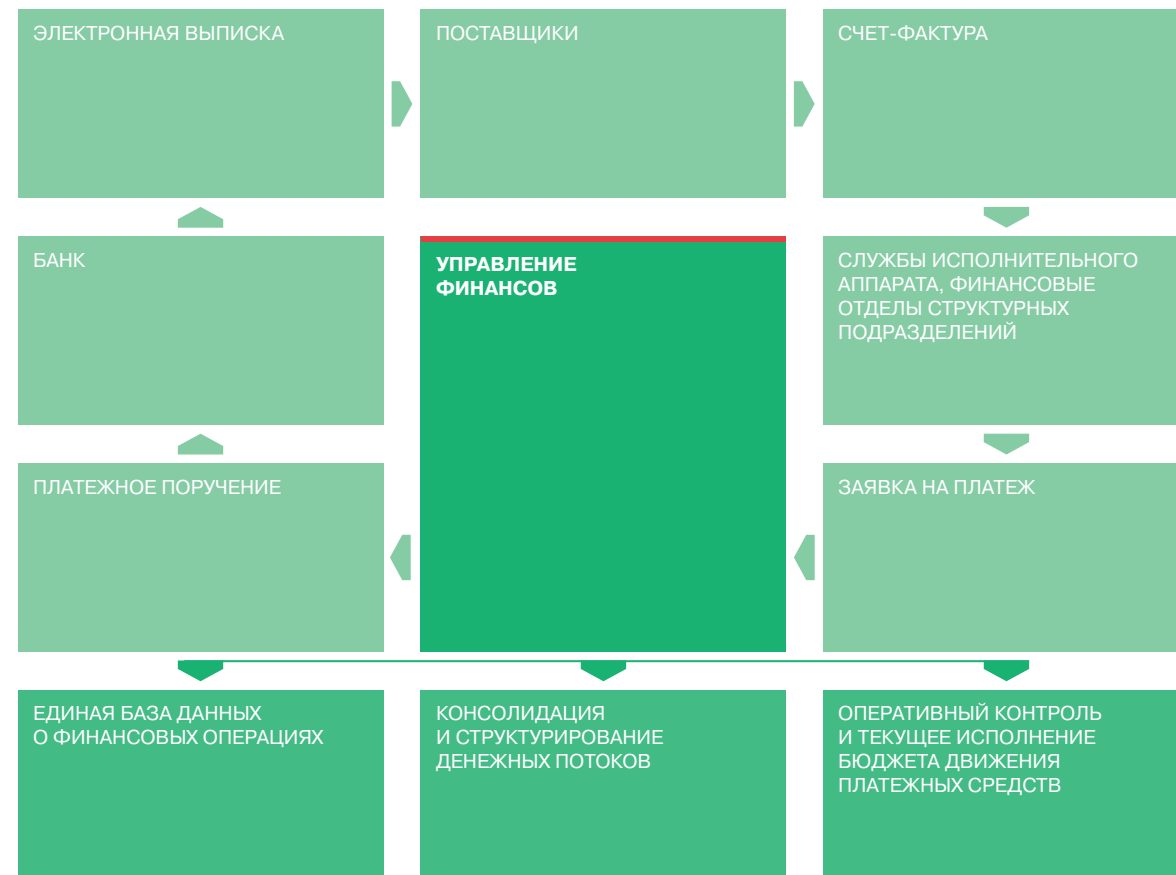 ЭЛЕКТРОННАЯ ВЫПИСКА
ПОСТАВЩИКИ
СЧЕТ-ФАКТУРА
БАНК
УПРАВЛЕНИЕ
ФИНАНСОВ
СЛУЖБЫ ИСПОЛНИТЕЛЬНОГО
АППАРАТА, ФИНАНСОВЫЕ
ОТДЕЛЫ СТРУКТУРНЫХ
ПОДРАЗДЕЛЕНИЙ
ПЛАТЕЖНОЕ ПОРУЧЕНИЕ
ЗАЯВКА НА ПЛАТЕЖ
ЕДИНАЯ БАЗА ДАННЫХ
О ФИНАНСОВЫХ ОПЕРАЦИЯХ
КОНСОЛИДАЦИЯ
И СТРУКТУРИРОВАНИЕ
ДЕНЕЖНЫХ ПОТОКОВ
ОПЕРАТИВНЫЙ КОНТРОЛЬ
И ТЕКУЩЕЕ ИСПОЛНЕНИЕ
БЮДЖЕТА ДВИЖЕНИЯ
ПЛАТЕЖНЫХ СРЕДСТВ